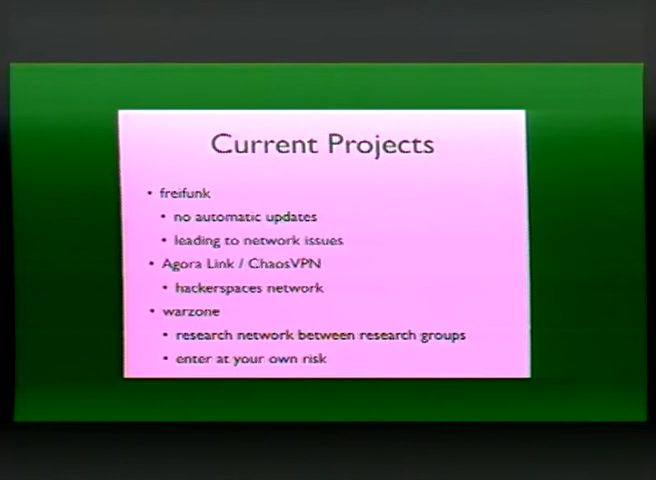 Current Projects
• freifunk
• no automatic updates
• leading to network issues
• Agora Link / ChaosVPN
• hackerspaces network
• warzone
• research network between research groups
• enter at your own risk